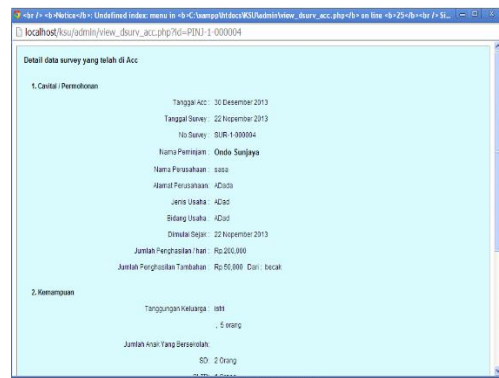 <br /> <b>Notice</b>: Undefined index: menu in <b>C:\xampp\htdocs\KSU\admin\view_dsurv_acc.php</b> on line <b>25</b><br /> Si...
localhost/ksu/admin/view_dsurv_acc.php?id=PINJ-1-000004
Detail data survey yang telah di Acc
1. Cavital / Permohonan
Tanggal Acc : 30 Desember 2013
Tanggal Survey : 22 Nopember 2013
No.Survey : SUR-1-000004
Nama Peminjam : Ondo Sunjaya
Nama Perusahaan : sasa
Alamat Perusahaan: ADada
Jenis Usaha : ADad
Bidang Usaha : ADad
Dimulai Sejak : 22 Nopember 2013
Jumlah Penghasilan / hari : Rp.200,000
Jumlah Penghasilan Tambahan : Rp.50,000 Dari : becak
2. Kemampuan
Tanggungan Keluarga : istri
, 5 orang
Jumlah Anak Yang Bersekolah:
SD: 2 Orang